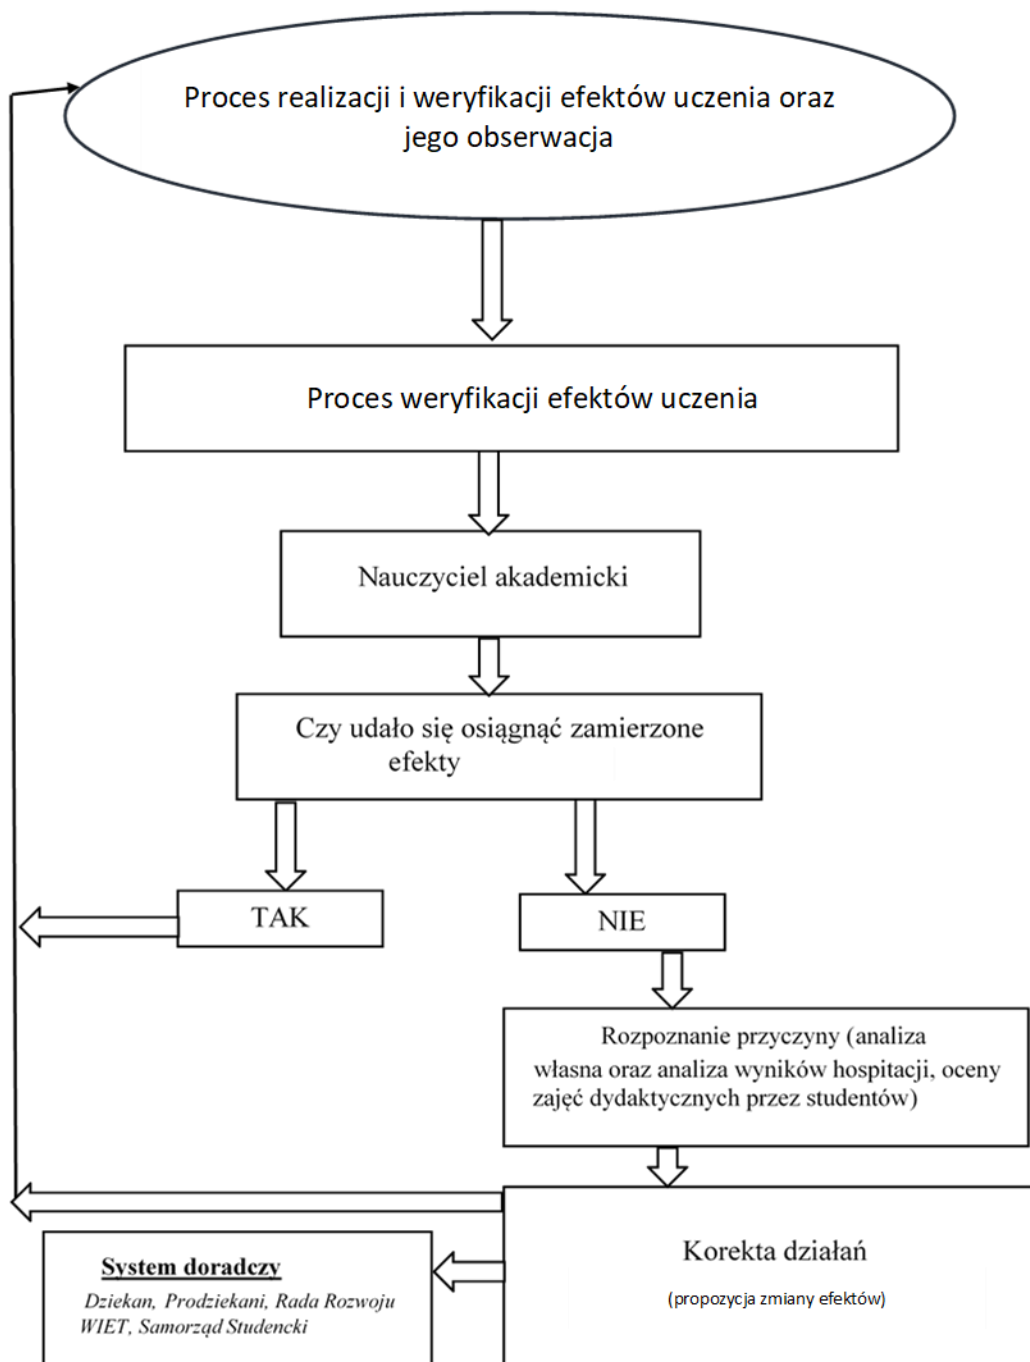 Proces realizacji i weryfikacji efektów uczenia oraz
jego obserwacja
Proces weryfikacji efektów uczenia
Nauczyciel akademicki
Czy udało się osiągnąć zamierzone
efekty
TAK
NIE
Rozpoznanie przyczyny (analiza
własna oraz analiza wyników hospitacji, oceny
zajęć dydaktycznych przez studentów)
Korekta działań
(propozycja zmiany efektów)
System doradczy
Dziekan, Prodziekani, Rada Rozwoju
WIET, Samorząd Studencki